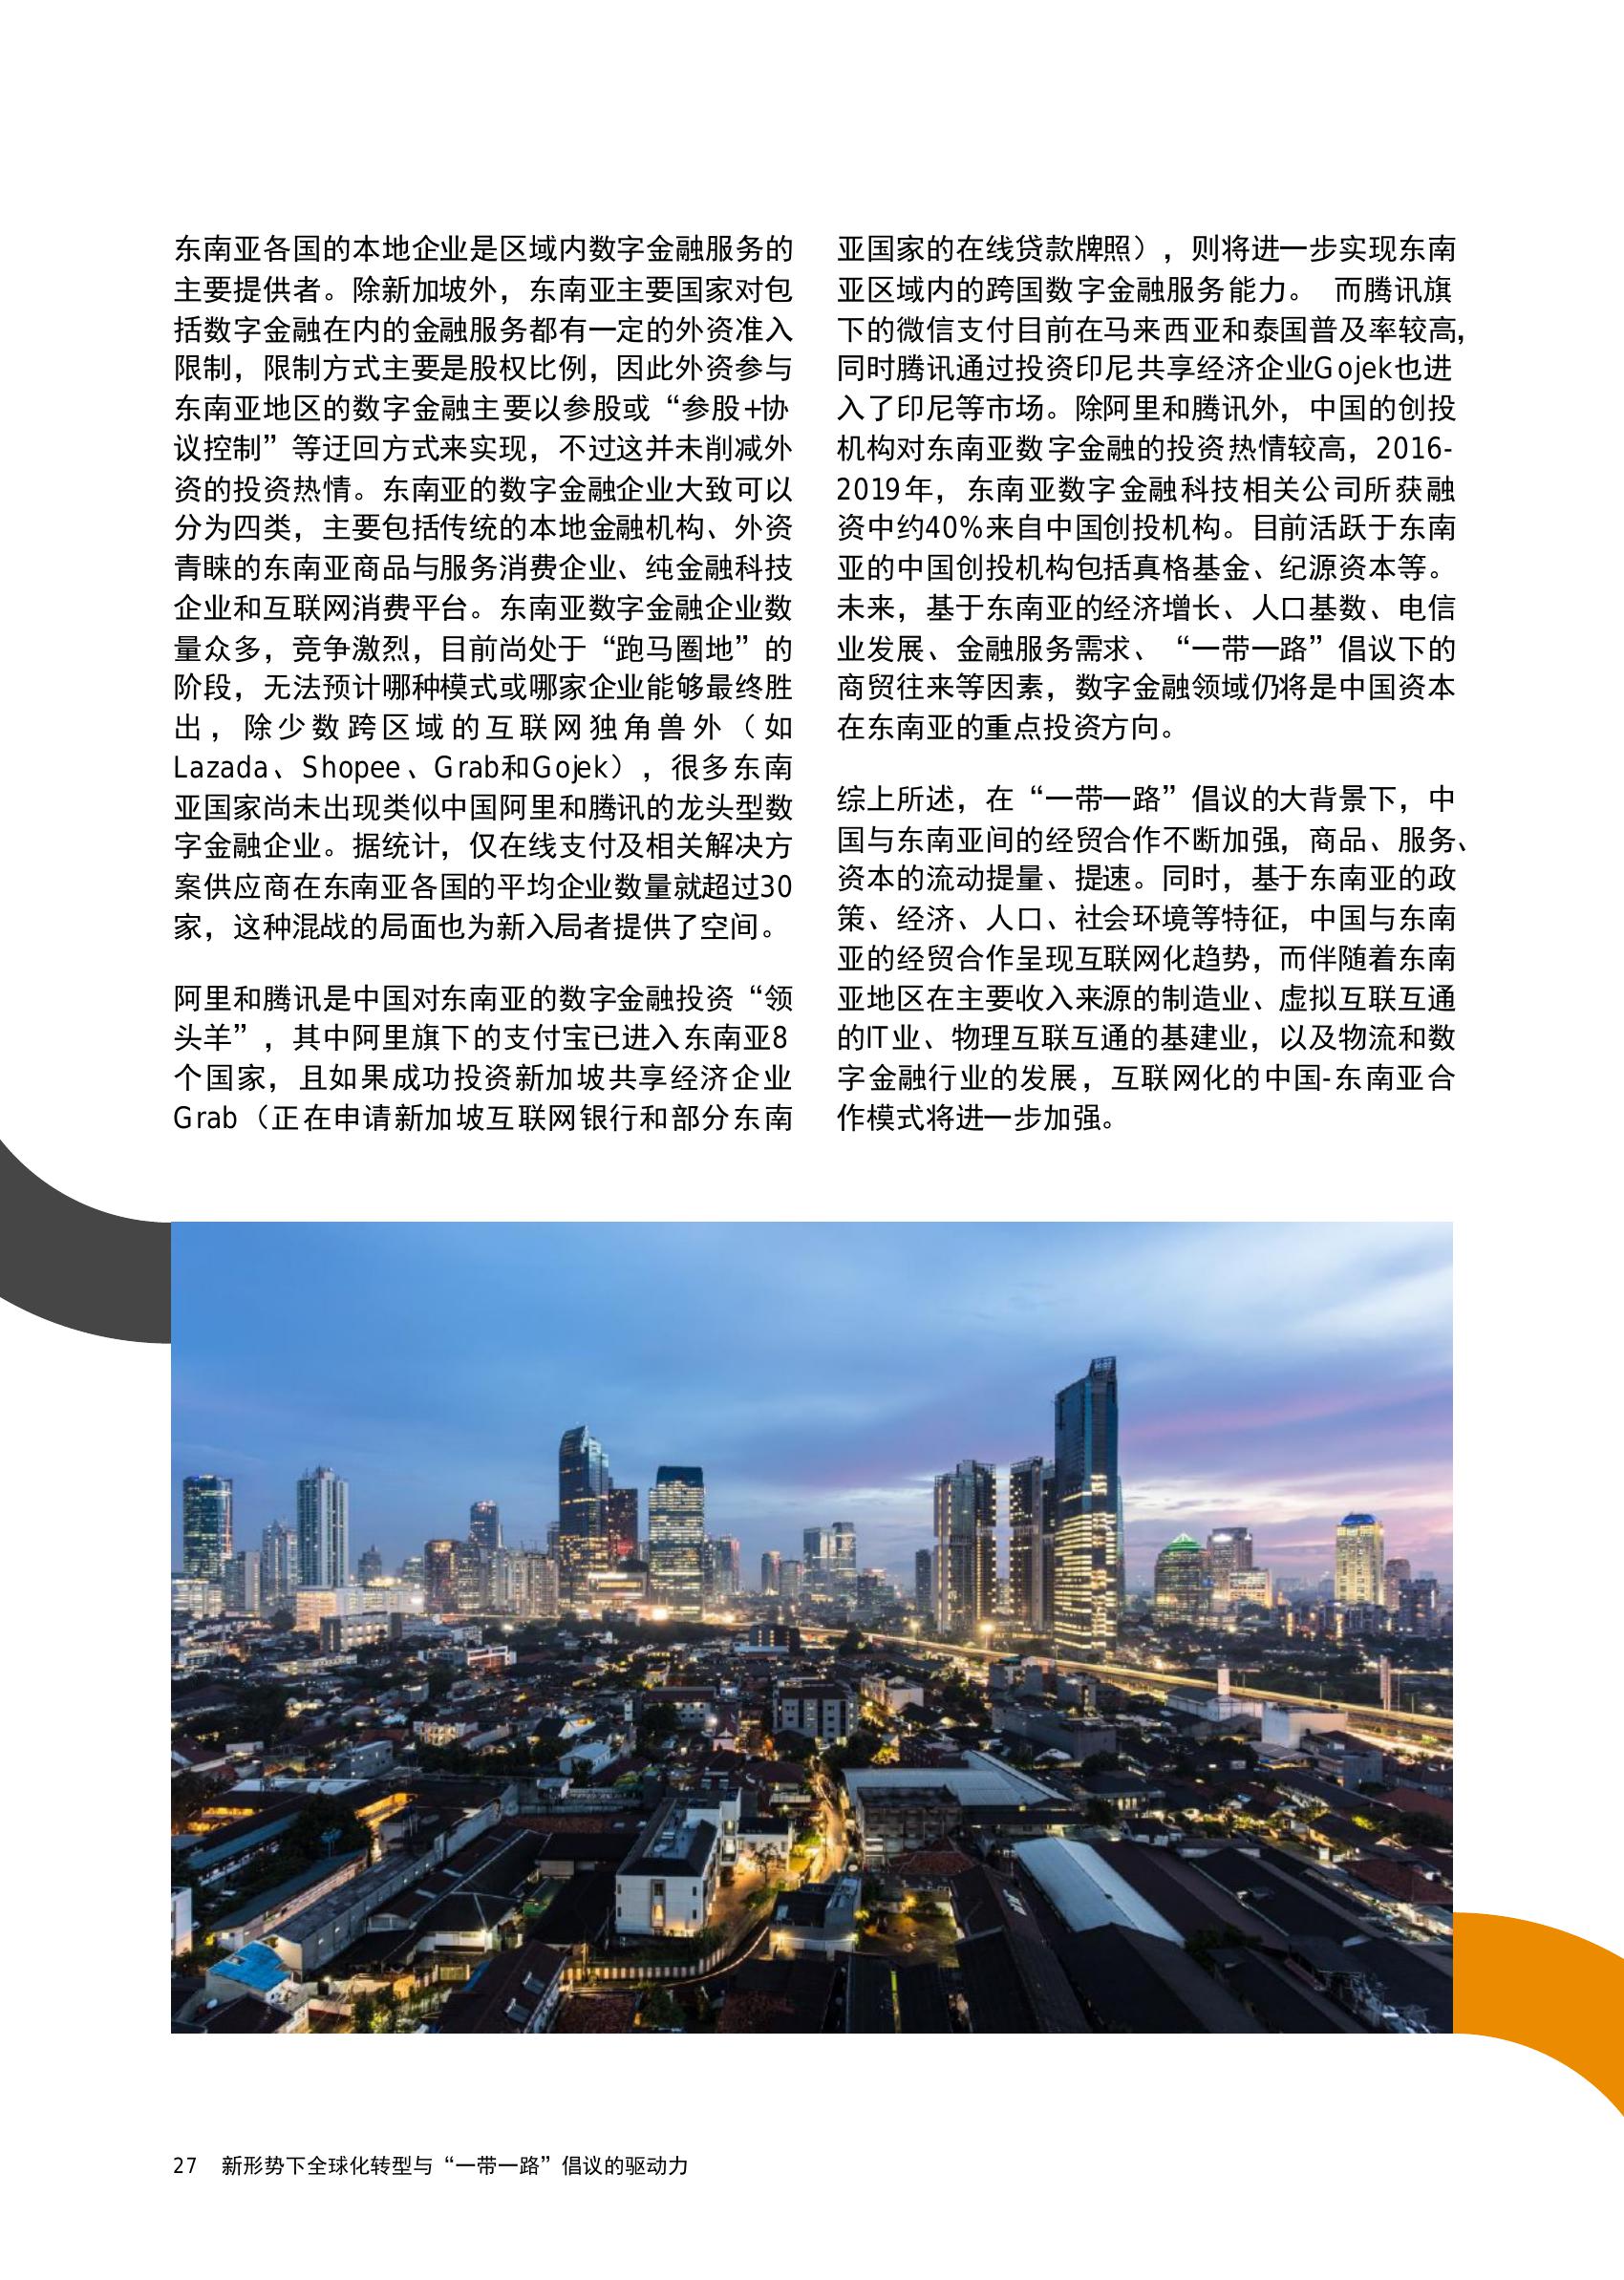 东南亚各国的本地企业是区域内数字金融服务的
主要提供者。除新加坡外，东南亚主要国家对包
括数字金融在内的金融服务都有一定的外资准入
限制，限制方式主要是股权比例，因此外资参与
东南亚地区的数字金融主要以参股或“参股+协
议控制”等迂回方式来实现，不过这并未削减外
资的投资热情。东南亚的数字金融企业大致可以
分为四类，主要包括传统的本地金融机构、外资
青睐的东南亚商品与服务消费企业、纯金融科技
企业和互联网消费平台。东南亚数字金融企业数
量众多，竞争激烈，目前尚处于“跑马圈地”的
阶段，无法预计哪种模式或哪家企业能够最终胜
出，除少数跨区域的互联网独角兽外（如
Lazada、Shopee、Grab和Gojek），很多东南
亚国家尚未出现类似中国阿里和腾讯的龙头型数
字金融企业。据统计，仅在线支付及相关解决方
案供应商在东南亚各国的平均企业数量就超过30
家，这种混战的局面也为新入局者提供了空间。
阿里和腾讯是中国对东南亚的数字金融投资“领
头羊”，其中阿里旗下的支付宝已进入东南亚8
个国家，且如果成功投资新加坡共享经济企业
Grab（正在申请新加坡互联网银行和部分东南
亚国家的在线贷款牌照），则将进一步实现东南
亚区域内的跨国数字金融服务能力。 而腾讯旗
下的微信支付目前在马来西亚和泰国普及率较高，
同时腾讯通过投资印尼共享经济企业Gojek也进
入了印尼等市场。除阿里和腾讯外，中国的创投
机构对东南亚数字金融的投资热情较高，2016-
2019年，东南亚数字金融科技相关公司所获融
资中约40%来自中国创投机构。目前活跃于东南
亚的中国创投机构包括真格基金、纪源资本等。
未来，基于东南亚的经济增长、人口基数、电信
业发展、金融服务需求、“一带一路”倡议下的
商贸往来等因素，数字金融领域仍将是中国资本
在东南亚的重点投资方向。
综上所述，在“一带一路”倡议的大背景下，中
国与东南亚间的经贸合作不断加强，商品、服务、
资本的流动提量、提速。同时，基于东南亚的政
策、经济、人口、社会环境等特征，中国与东南
亚的经贸合作呈现互联网化趋势，而伴随着东南
亚地区在主要收入来源的制造业、虚拟互联互通
的IT业、物理互联互通的基建业，以及物流和数
字金融行业的发展，互联网化的中国-东南亚合
作模式将进一步加强。
27 新形势下全球化转型与“一带一路”倡议的驱动力